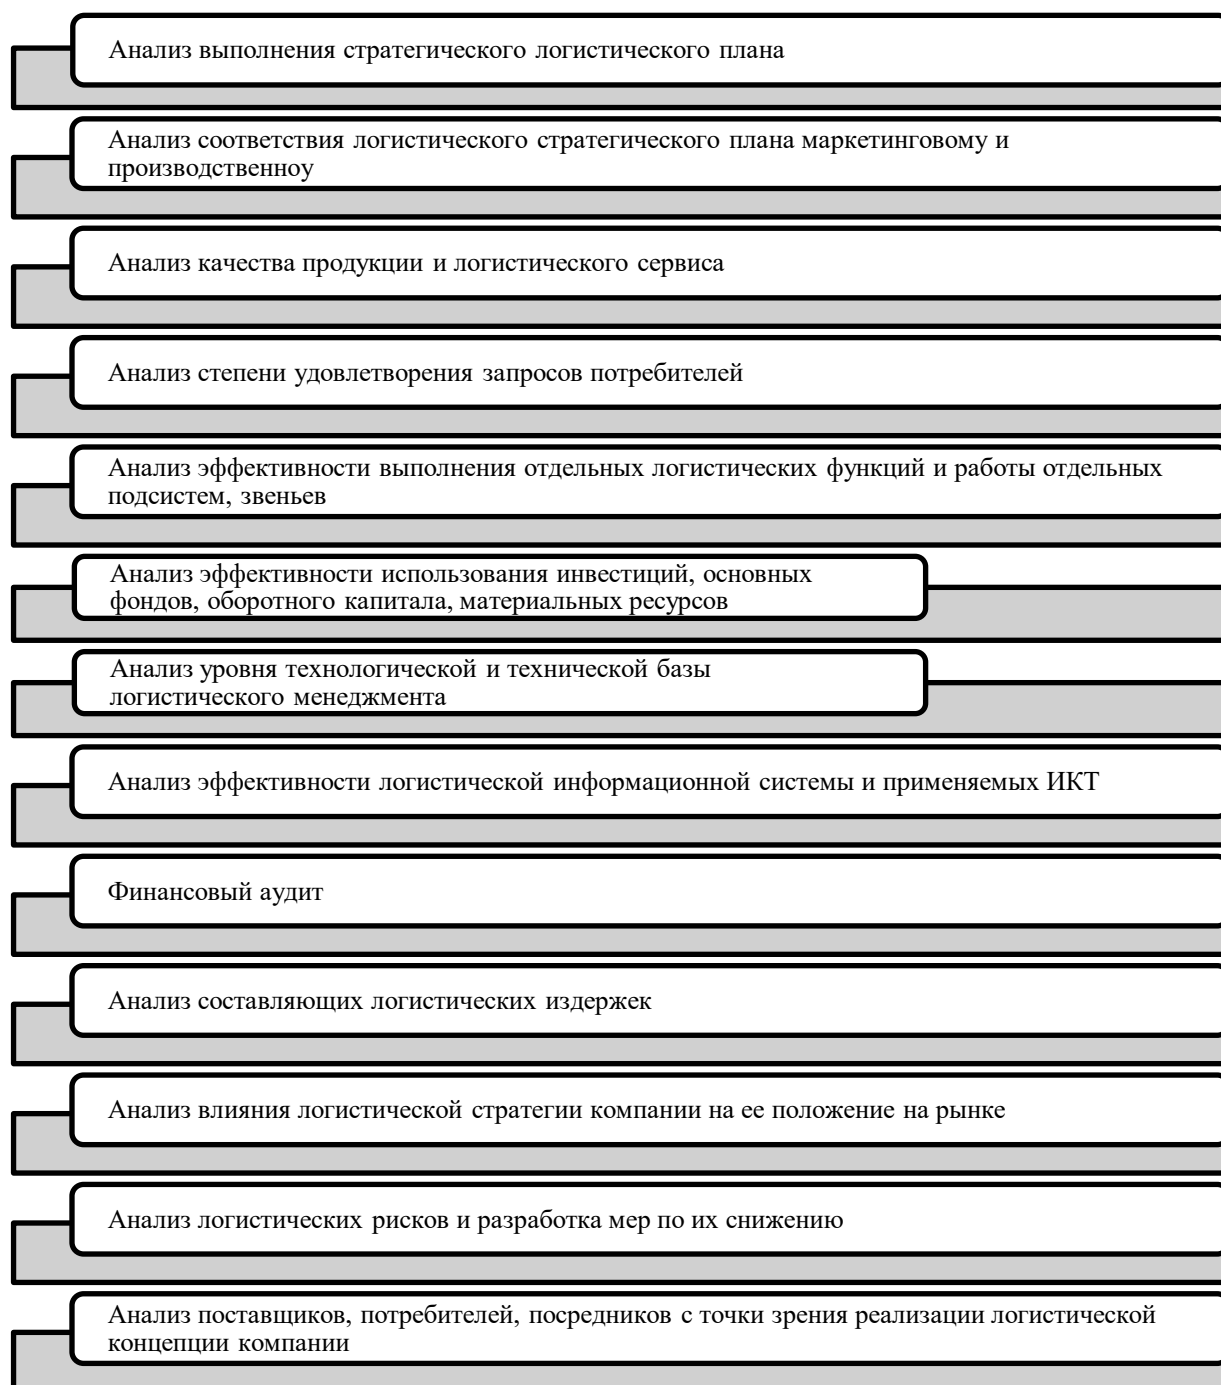 Анализ выполнения стратегического логистического плана
Анализ соответствия логистического стратегического плана маркетинговому и
производственноу
Анализ качества продукции и логистического сервиса
Анализ степени удовлетворения запросов потребителей
Анализ эффективности выполнения отдельных логистических функций и работы отдельных
подсистем, звеньев
Анализ эффективности использования инвестиций, основных
фондов, оборотного капитала, материальных ресурсов
Анализ уровня технологической и технической базы
логистического менеджмента
Анализ эффективности логистической информационной системы и применяемых ИКТ
Финансовый аудит
Анализ составляющих логистических издержек
Анализ влияния логистической стратегии компании на ее положение на рынке
Анализ логистических рисков и разработка мер по их снижению
Анализ поставщиков, потребителей, посредников с точки зрения реализации логистической
концепции компании